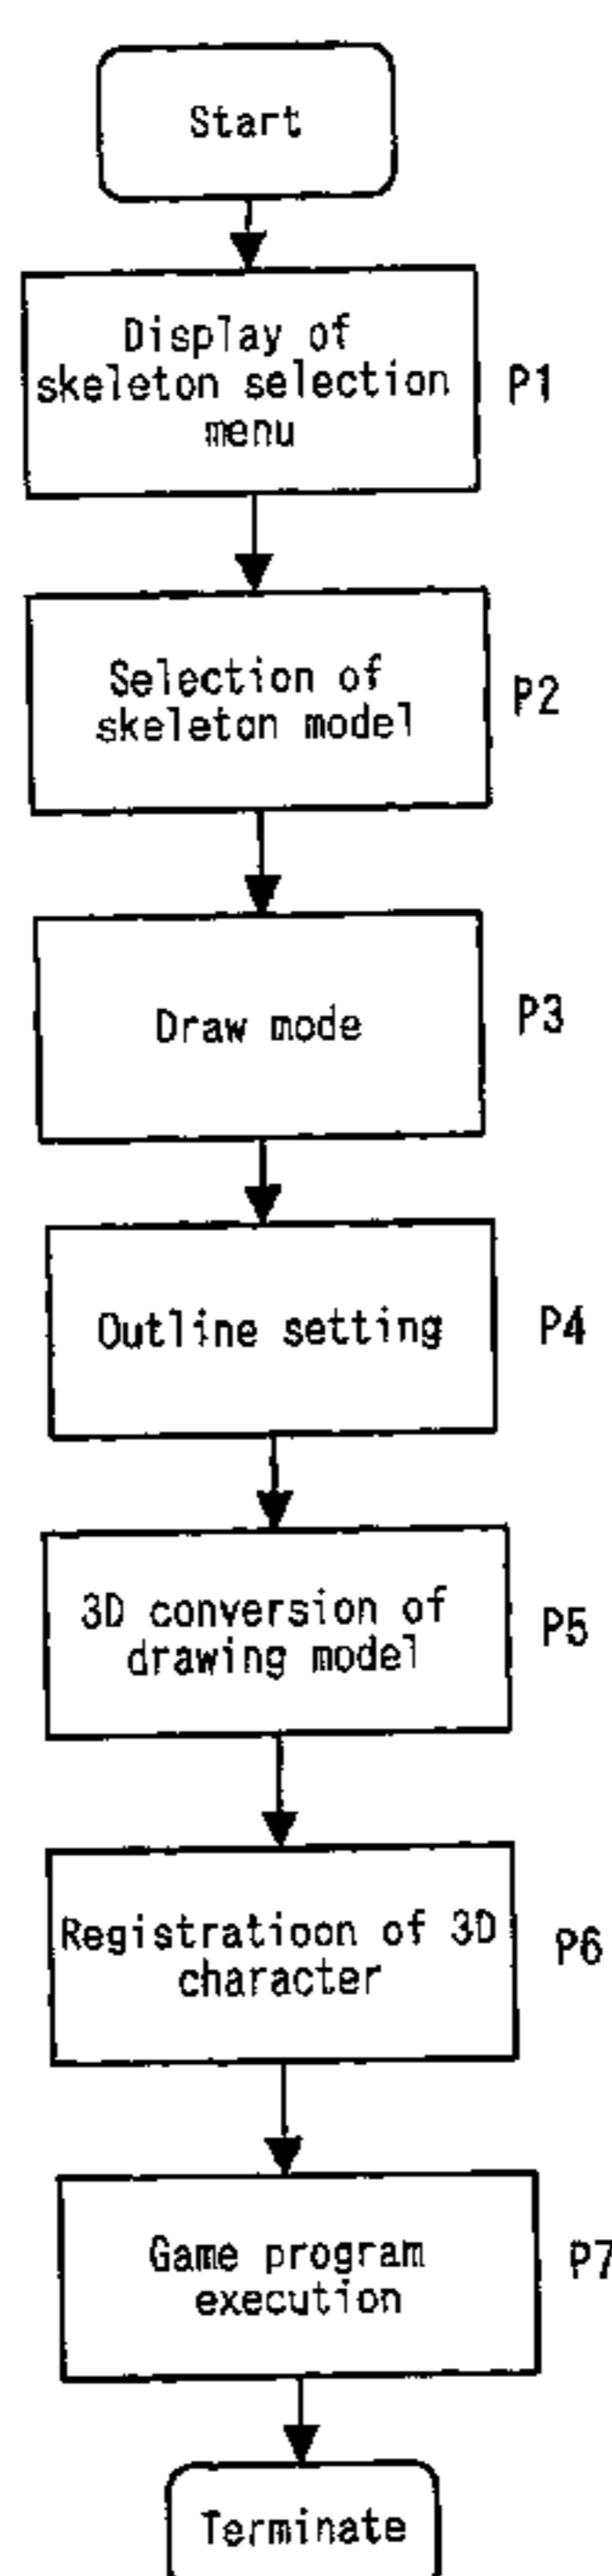 Start
Display of
skeleton selection
menu
P1
Selection of
skeleton model
P2
Draw mode
P3
Outline setting
P4
3D conversion of
drawing model
P5
Registratioon of 3D
character
P6
Game program
execution
P7
Terminate